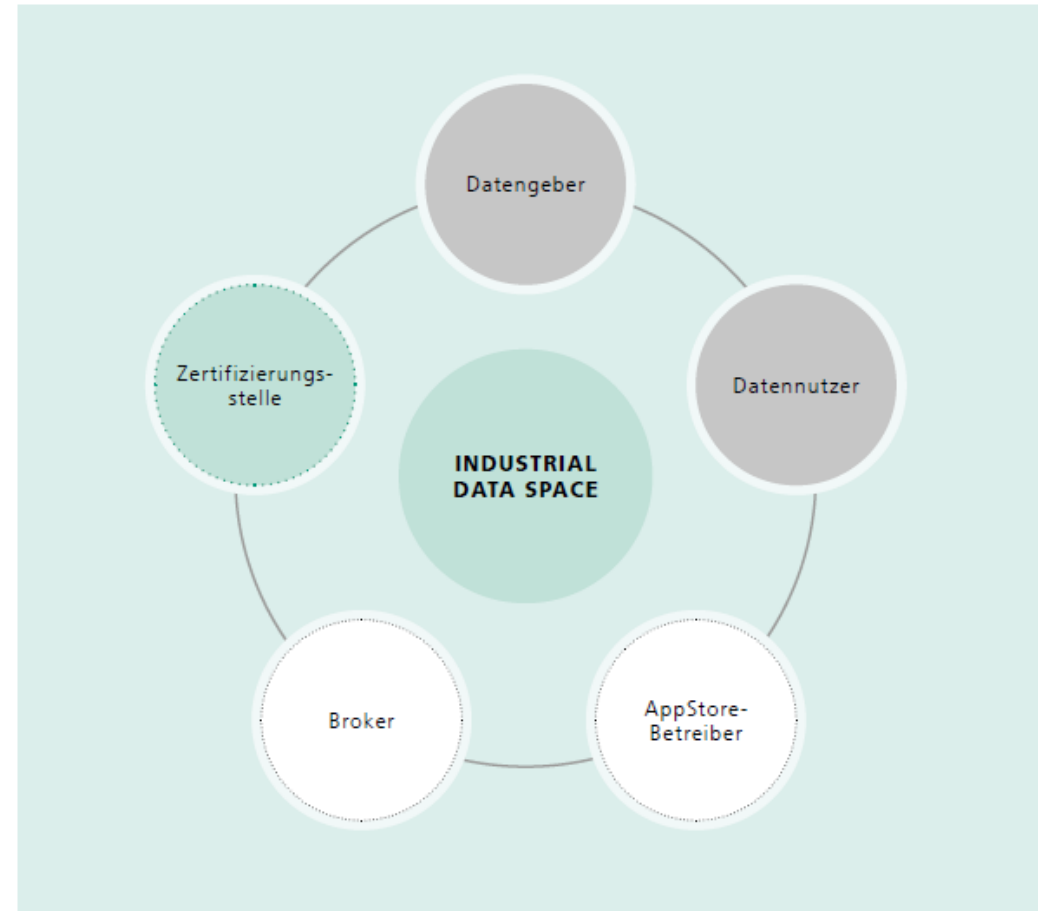 Datengeber
Zertifizierungs-
stelle
Datennutzer
INDUSTRIAL
DATA SPACE
Broker
AppStore-
Betreiber